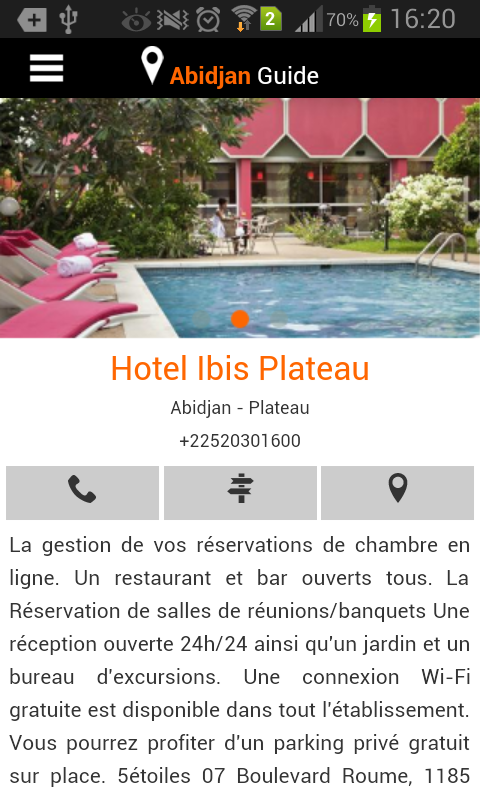 2
70%
16:20
Abidjan Guide
Hotel Ibis Plateau
Abidjan - Plateau
+22520301600
La gestion de vos réservations de chambre en
ligne. Un restaurant et bar ouverts tous. La
Réservation de salles de réunions/banquets Une
réception ouverte 24h/24 ainsi qu'un jardin et un
bureau d'excursions. Une connexion Wi-Fi
gratuite est disponible dans tout l'établissement.
Vous pourrez profiter d'un parking privé gratuit
sur place. 5étoiles 07 Boulevard Roume, 1185